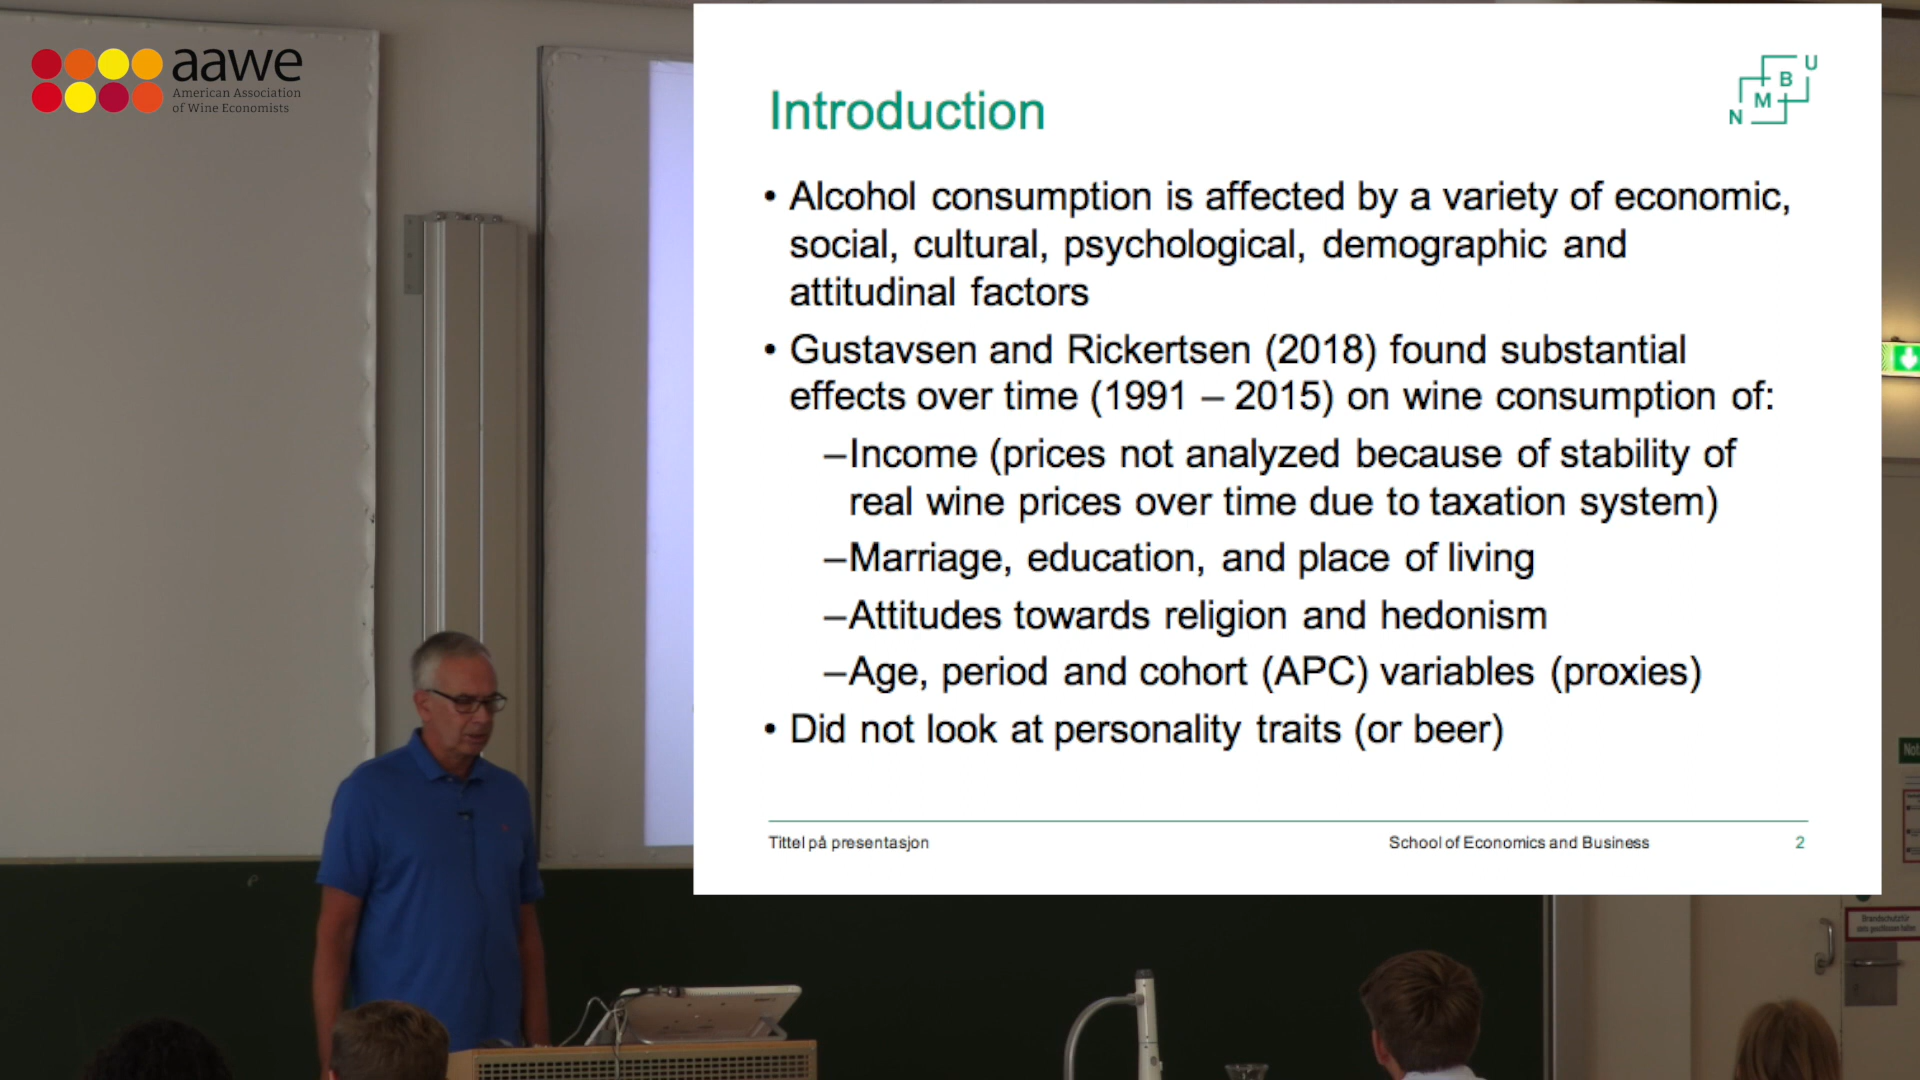 aawe
American Association
of Wine Economists
Introduction
N M B U
• Alcohol consumption is affected by a variety of economic,
social, cultural, psychological, demographic and
attitudinal factors
• Gustavsen and Rickertsen (2018) found substantial
effects over time (1991 – 2015) on wine consumption of:
–Income (prices not analyzed because of stability of
real wine prices over time due to taxation system)
–Marriage, education, and place of living
–Attitudes towards religion and hedonism
–Age, period and cohort (APC) variables (proxies)
• Did not look at personality traits (or beer)
Tittel på presentasjon
School of Economics and Business
2
Not